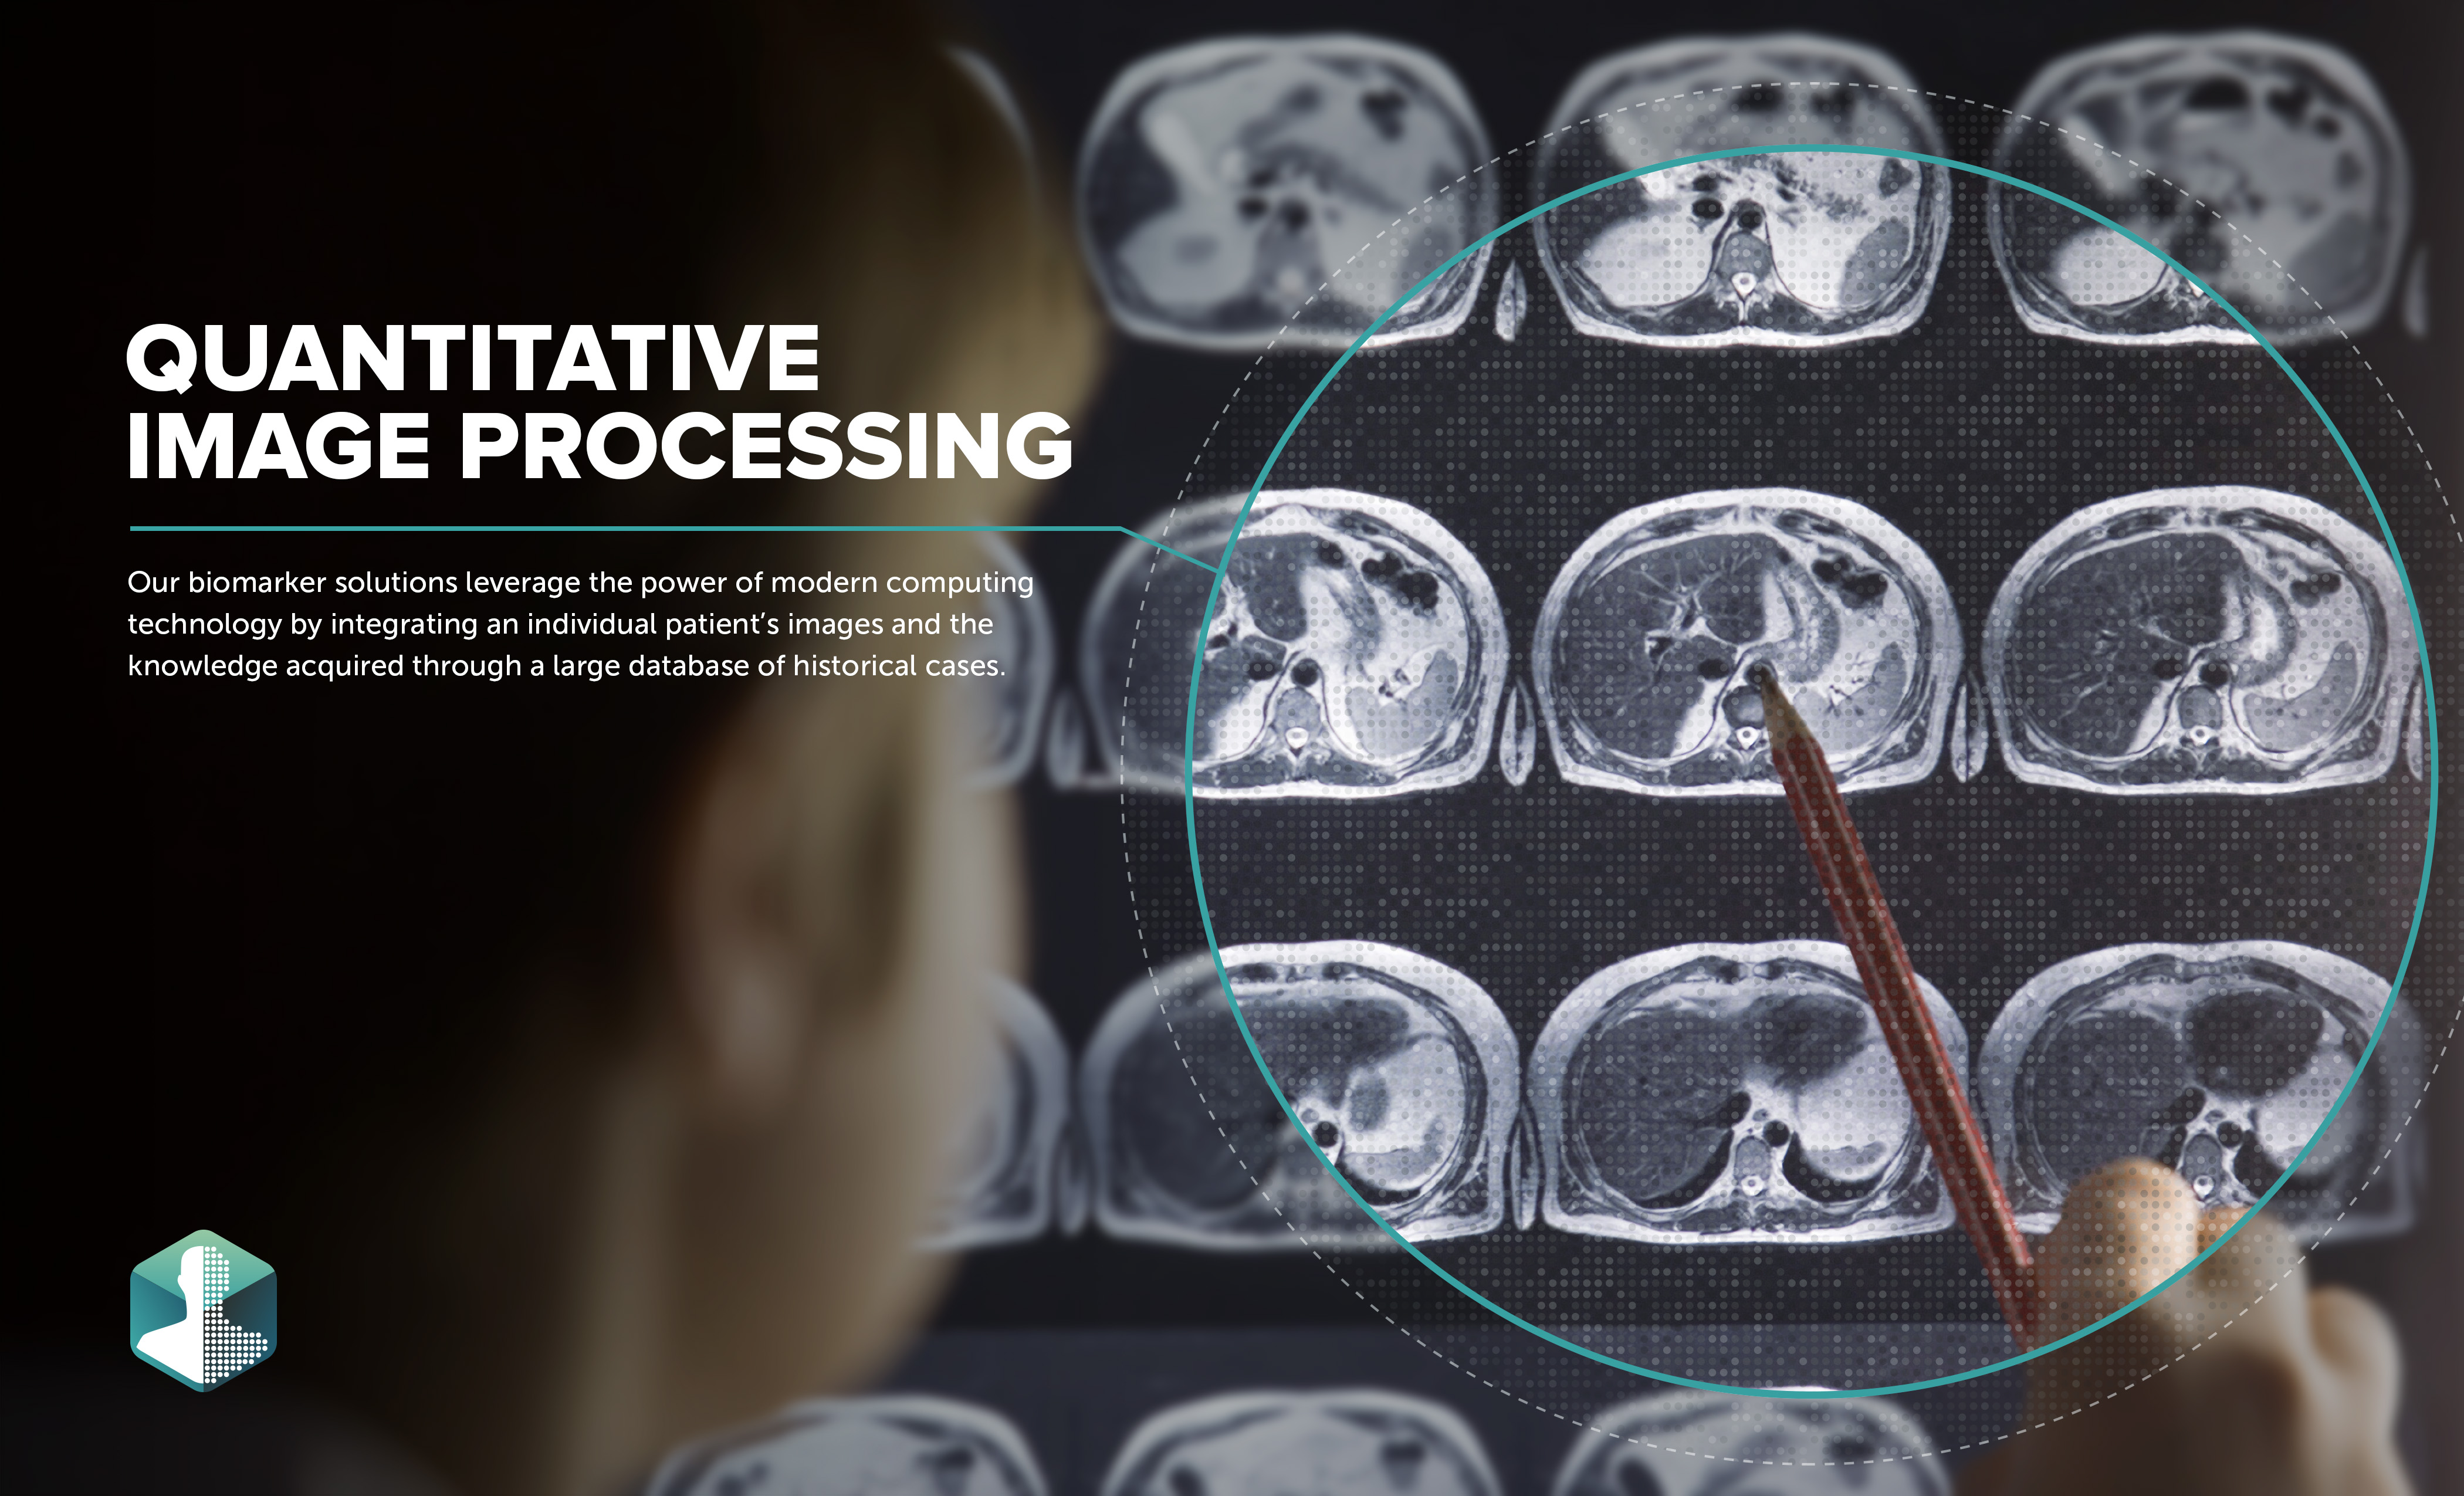 QUANTITATIVE
IMAGE PROCESSING
Our biomarker solutions leverage the power of modern computing
technology by integrating an individual patient’s images and the
knowledge acquired through a large database of historical cases.